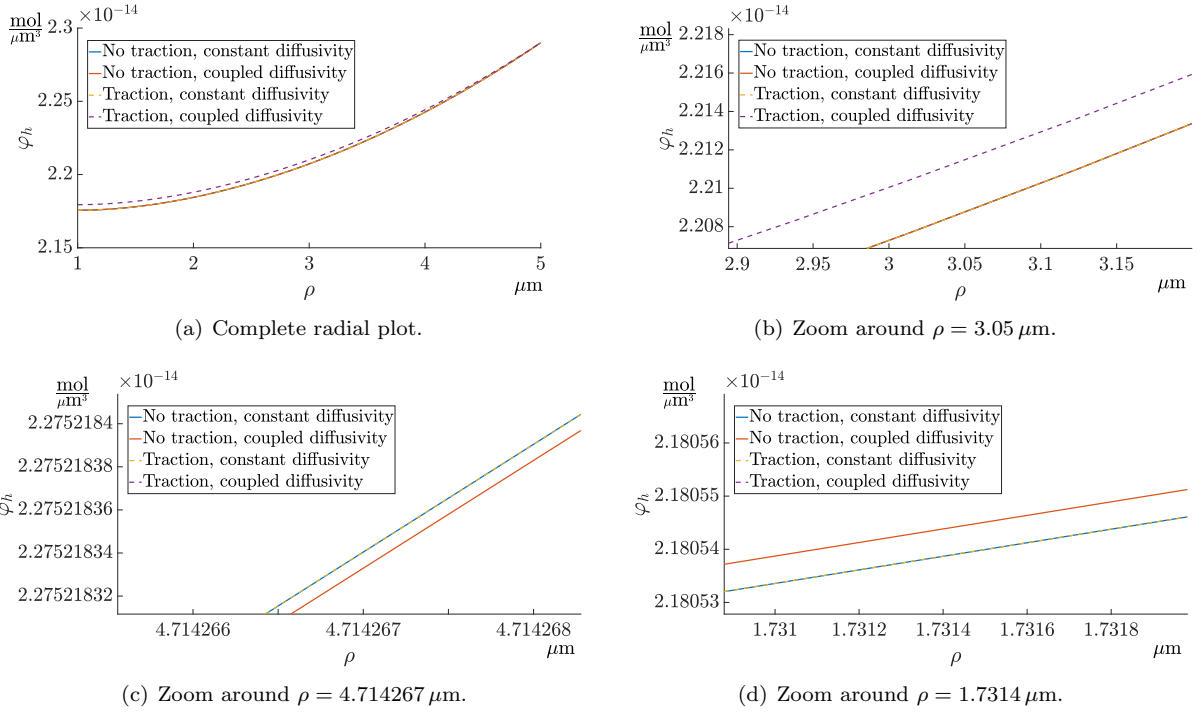 mol
μm³
×10⁻¹⁴
2.3
2.25
2.2
2.15
φₕ
No traction, constant diffusivity
No traction, coupled diffusivity
Traction, constant diffusivity
Traction, coupled diffusivity
1 2 3 4 5
ρ
μm
(a) Complete radial plot.
mol
μm³
×10⁻¹⁴
2.218
2.216
2.214
2.212
2.21
2.208
φₕ
No traction, constant diffusivity
No traction, coupled diffusivity
Traction, constant diffusivity
Traction, coupled diffusivity
2.9 2.95 3 3.05 3.1 3.15
ρ
μm
(b) Zoom around ρ = 3.05 μm.
mol
μm³
×10⁻¹⁴
2.2752184
2.27521838
2.27521836
2.27521834
2.27521832
φₕ
No traction, constant diffusivity
No traction, coupled diffusivity
Traction, constant diffusivity
Traction, coupled diffusivity
4.714266 4.714267 4.714268
ρ
μm
(c) Zoom around ρ = 4.714267 μm.
mol
μm³
×10⁻¹⁴
2.18056
2.18055
2.18054
2.18053
φₕ
No traction, constant diffusivity
No traction, coupled diffusivity
Traction, constant diffusivity
Traction, coupled diffusivity
1.731 1.7312 1.7314 1.7316 1.7318
ρ
μm
(d) Zoom around ρ = 1.7314 μm.